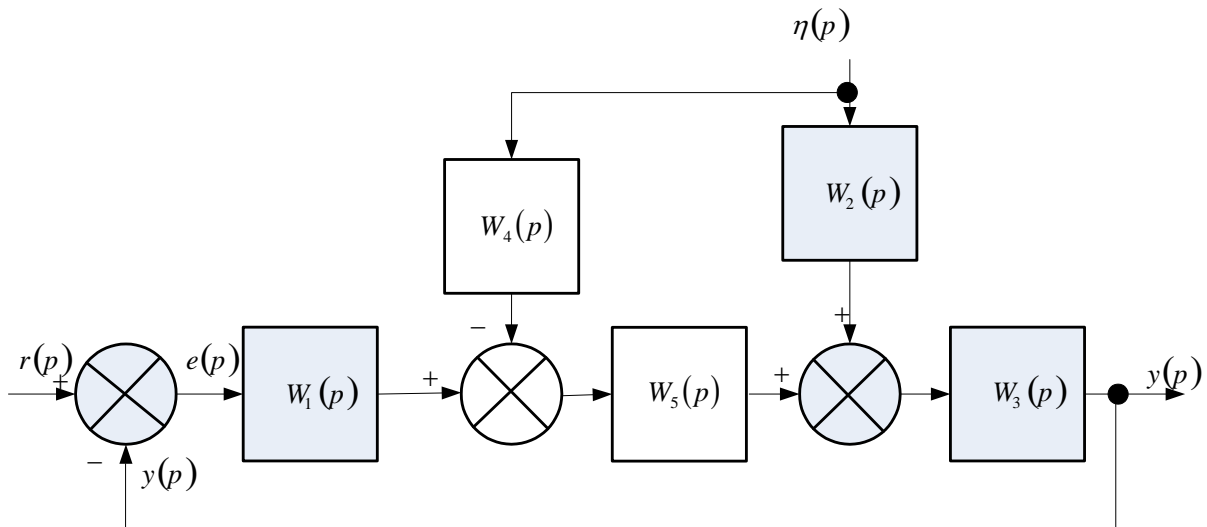 η(p)
W₂(p)
W₄(p)
−
+
r(p)
+
e(p)
W₁(p)
+
W₅(p)
+
W₃(p)
y(p)
−
y(p)